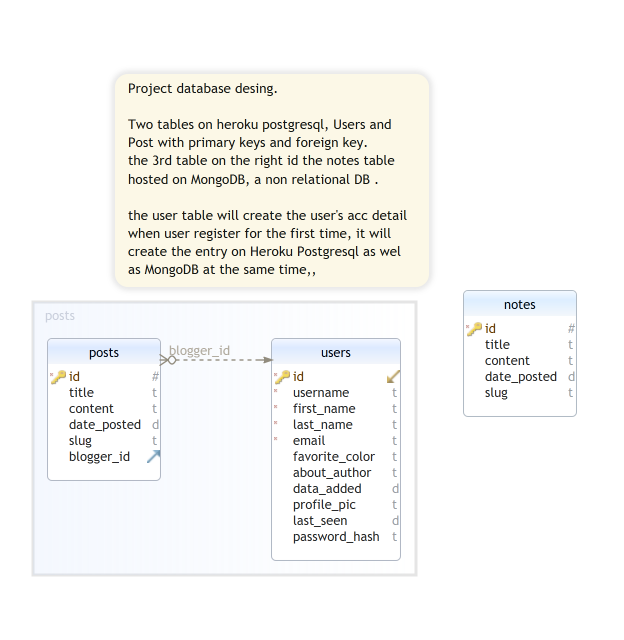 Project database desing.
Two tables on heroku postgresql, Users and
Post with primary keys and foreign key.
the 3rd table on the right id the notes table
hosted on MongoDB, a non relational DB .
the user table will create the user's acc detail
when user register for the first time, it will
create the entry on Heroku Postgresql as wel
as MongoDB at the same time,,
posts
blogger_id
posts
id #
title t
content t
date_posted d
slug t
blogger_id
users
* id
* username t
* first_name t
* last_name t
* email t
favorite_color t
about_author t
data_added d
profile_pic t
last_seen d
password_hash t
notes
* id #
title t
content t
date_posted d
slug t